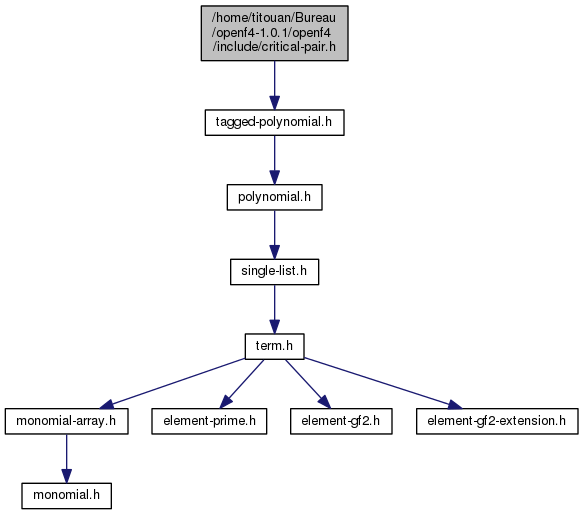 /home/titouan/Bureau
/openf4-1.0.1/openf4
/include/critical-pair.h
tagged-polynomial.h
polynomial.h
single-list.h
term.h
monomial-array.h
element-prime.h
element-gf2.h
element-gf2-extension.h
monomial.h